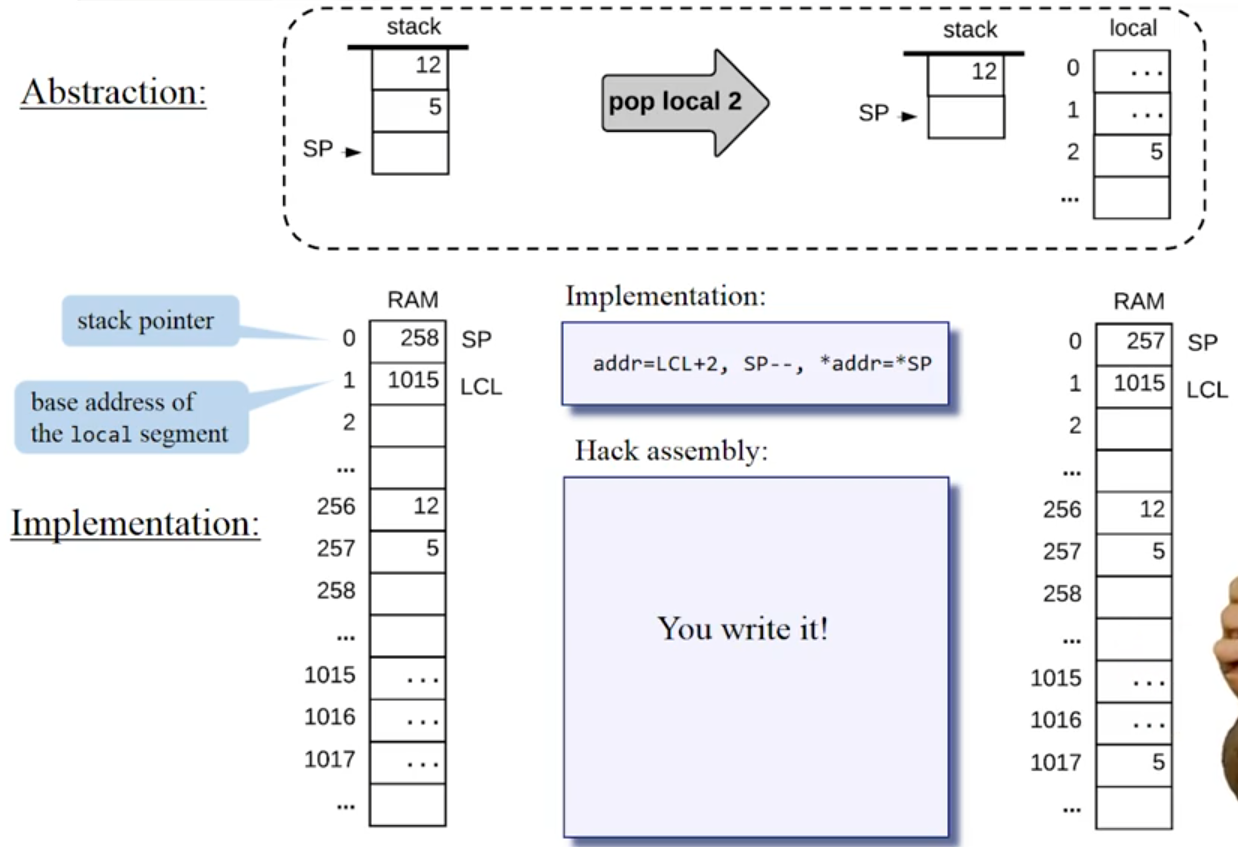 Abstraction:
stack
12
5
SP
pop local 2
stack
12
SP
local
0 ...
1 ...
2 5
...
stack pointer
base address of
the local segment
Implementation:
RAM
0 258 SP
1 1015 LCL
2
...
256 12
257 5
258
...
1015 ...
1016 ...
1017 ...
...
Implementation:
addr=LCL+2, SP--, *addr=*SP
Hack assembly:
You write it!
RAM
0 257 SP
1 1015 LCL
2
...
256 12
257 5
258
...
1015 ...
1016 ...
1017 5
...